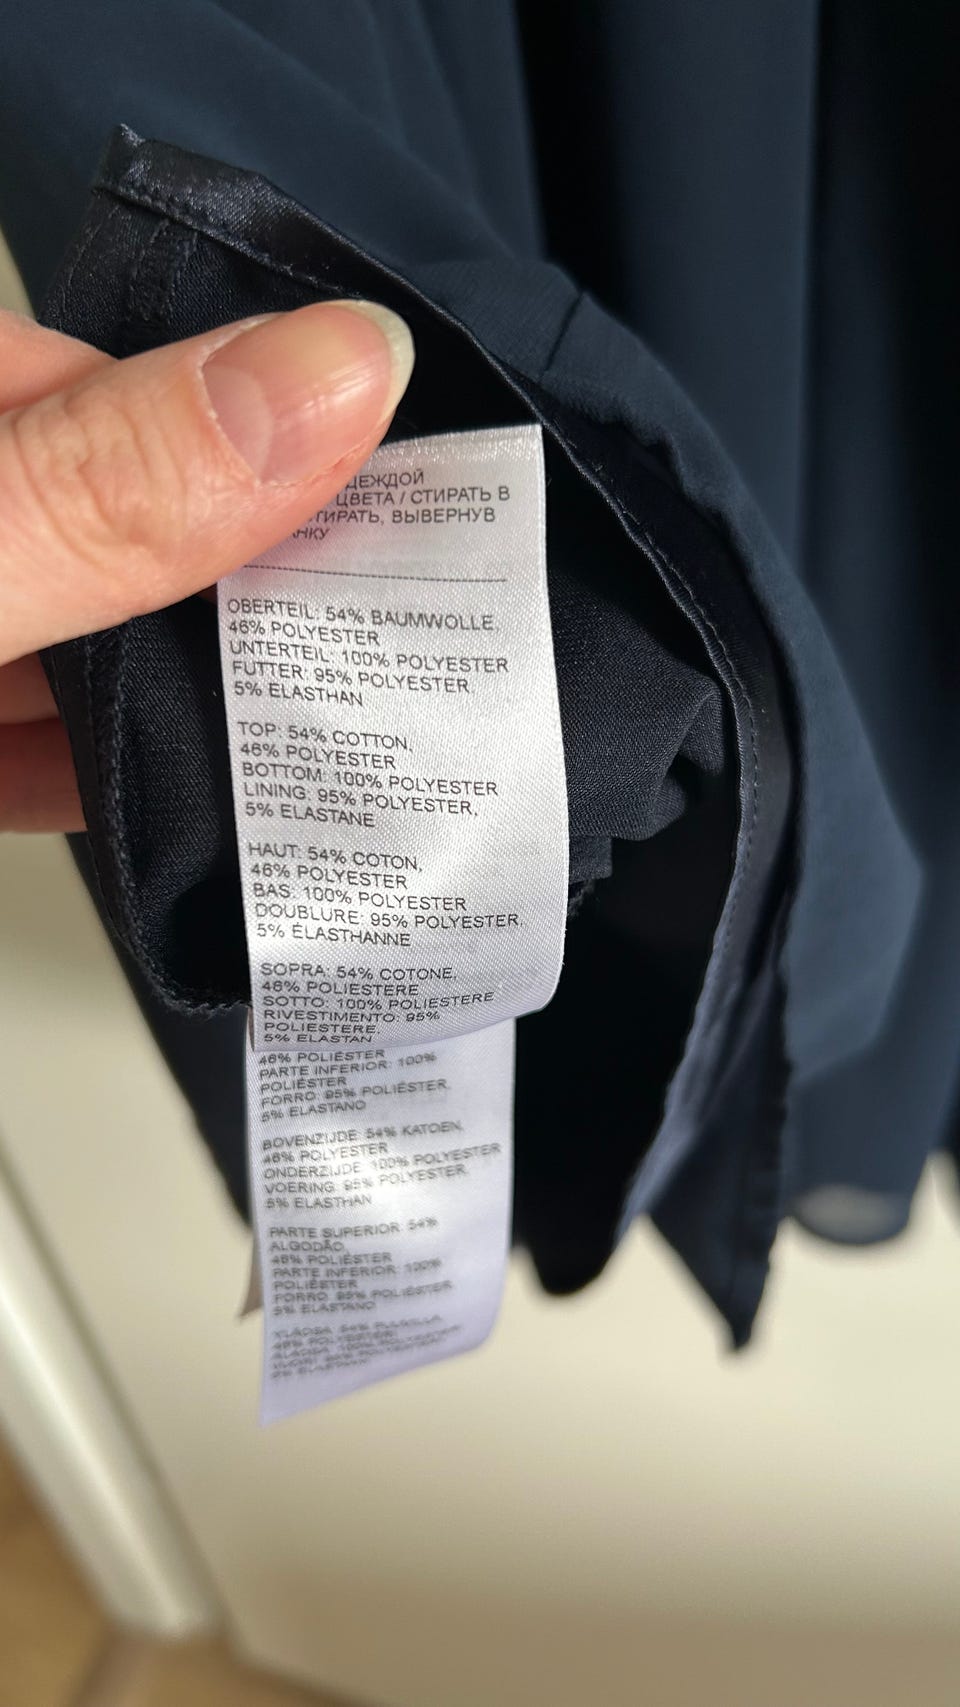 ДЕЖДОЙ
ЦВЕТА / СТИРАТЬ В
ТИРАТЬ, ВЫВЕРНУВ
НКУ
OBERTEIL: 54% BAUMWOLLE,
46% POLYESTER
UNTERTEIL: 100% POLYESTER
FUTTER: 95% POLYESTER,
5% ELASTHAN
TOP: 54% COTTON,
46% POLYESTER
BOTTOM: 100% POLYESTER
LINING: 95% POLYESTER,
5% ELASTANE
HAUT: 54% COTON,
46% POLYESTER
BAS: 100% POLYESTER
DOUBLURE: 95% POLYESTER,
5% ÉLASTHANNE
SOPRA: 54% COTONE,
46% POLIESTERE
SOTTO: 100% POLIESTERE
RIVESTIMENTO: 95%
POLIESTERE,
5% ELASTAN
46% POLIÉSTER
PARTE INFERIOR: 100%
POLIÉSTER
FORRO: 95% POLIÉSTER,
5% ELASTANO
BOVENZIJDE: 54% KATOEN,
46% POLYESTER
ONDERZIJDE: 100% POLYESTER
VOERING: 95% POLYESTER,
5% ELASTHAN
PARTE SUPERIOR: 54%
ALGODÃO,
46% POLIÉSTER
PARTE INFERIOR: 100%
POLIÉSTER
FORRO: 95% POLIÉSTER,
5% ELASTANO